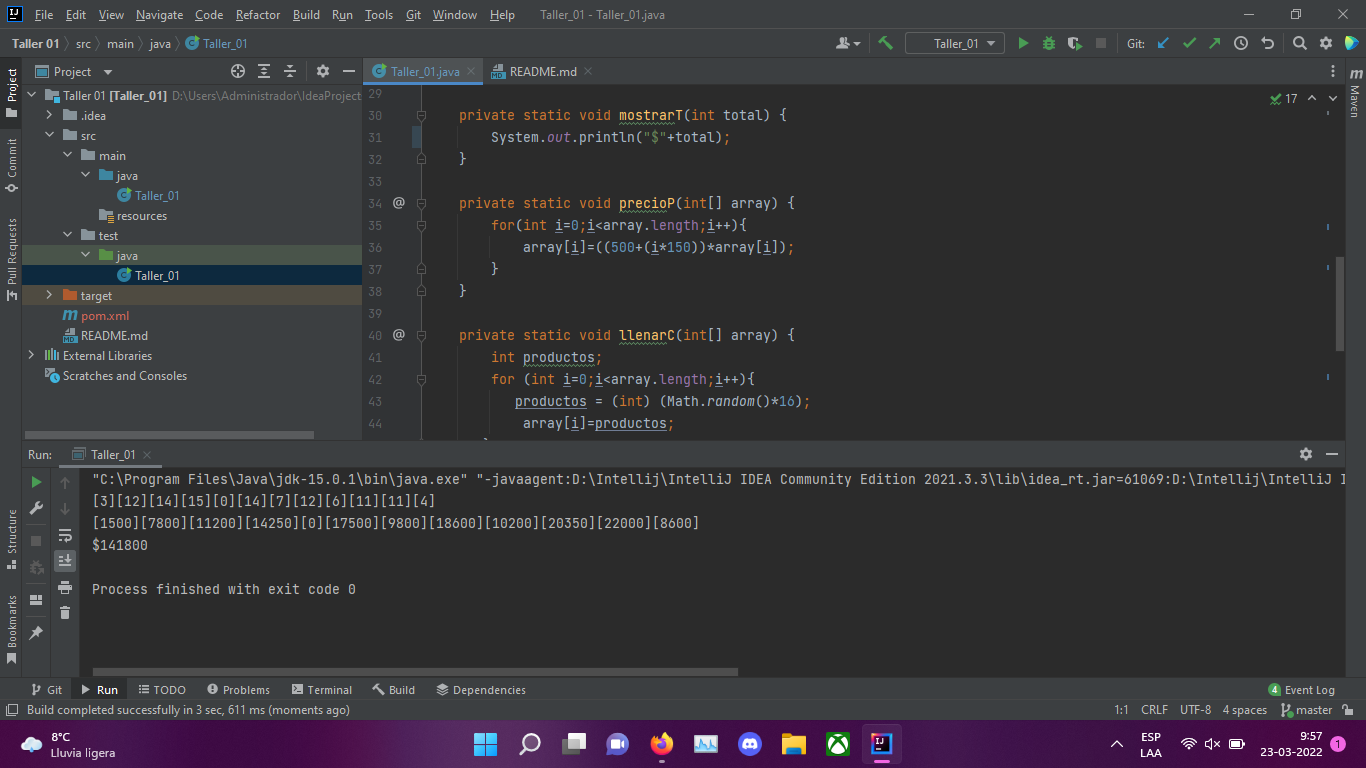 File Edit View Navigate Code Refactor Build Run Tools Git Window Help Taller_01 - Taller_01.java
Taller 01 src main java Taller_01 Taller_01 Git:
Project
Taller_01.java
README.md
Project
Commit
Pull Requests
Structure
Bookmarks
Maven
Taller 01 [Taller_01] D:\Users\Administrador\IdeaProject
.idea
src
main
java
Taller_01
resources
test
java
Taller_01
target
pom.xml
README.md
External Libraries
Scratches and Consoles
17
29
30 private static void mostrarT(int total) {
31 System.out.println("$"+total);
32 }
33
34 @ private static void precioP(int[] array) {
35 for(int i=0;i<array.length;i++){
36 array[i]=((500+(i*150))*array[i]);
37 }
38 }
39
40 @ private static void llenarC(int[] array) {
41 int productos;
42 for (int i=0;i<array.length;i++){
43 productos = (int) (Math.random()*16);
44 array[i]=productos;
Run: Taller_01
"C:\Program Files\Java\jdk-15.0.1\bin\java.exe" "-javaagent:D:\Intellij\IntelliJ IDEA Community Edition 2021.3.3\lib\idea_rt.jar=61069:D:\Intellij\IntelliJ I
[3][12][14][15][0][14][7][12][6][11][11][4]
[1500][7800][11200][14250][0][17500][9800][18600][10200][20350][22000][8600]
$141800
Process finished with exit code 0
Git Run TODO Problems Terminal Build Dependencies 4 Event Log
Build completed successfully in 3 sec, 611 ms (moments ago) 1:1 CRLF UTF-8 4 spaces master
8°C
Lluvia ligera
ESP
LAA
9:57
23-03-2022
1